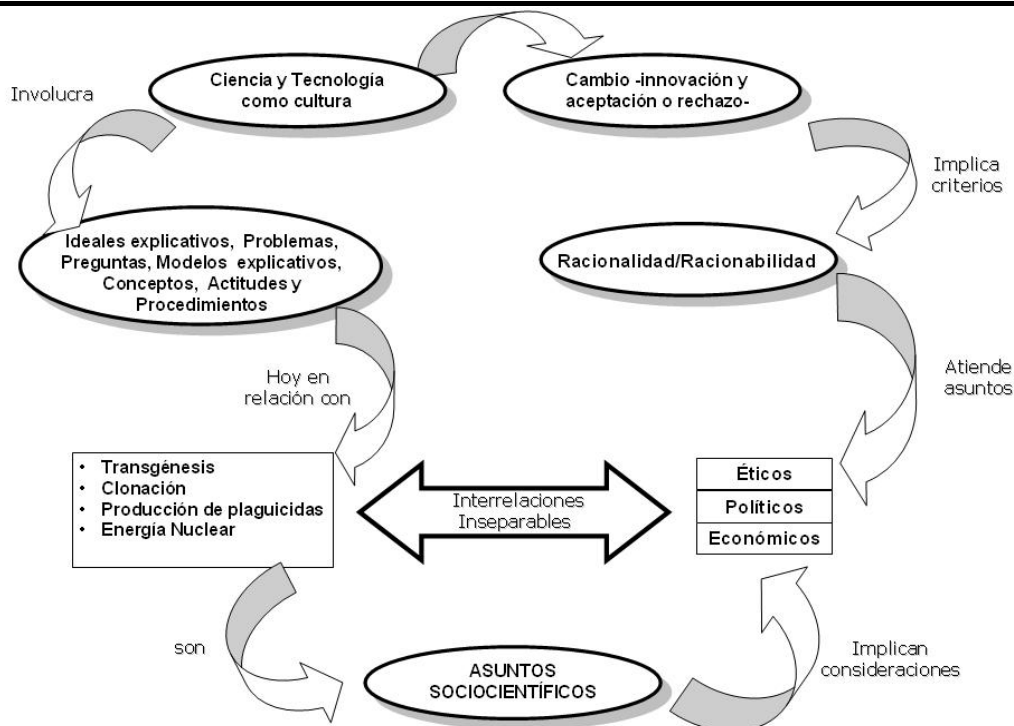 Ciencia y Tecnología
como cultura
Cambio -innovación y
aceptación o rechazo-
Involucra
Implica
criterios
Ideales explicativos, Problemas,
Preguntas, Modelos explicativos,
Conceptos, Actitudes y
Procedimientos
Racionalidad/Racionabilidad
Hoy en
relación con
Atiende
asuntos
• Transgénesis
• Clonación
• Producción de plaguicidas
• Energía Nuclear
Interrelaciones
Inseparables
Éticos
Políticos
Económicos
son
ASUNTOS
SOCIOCIENTÍFICOS
Implican
consideraciones